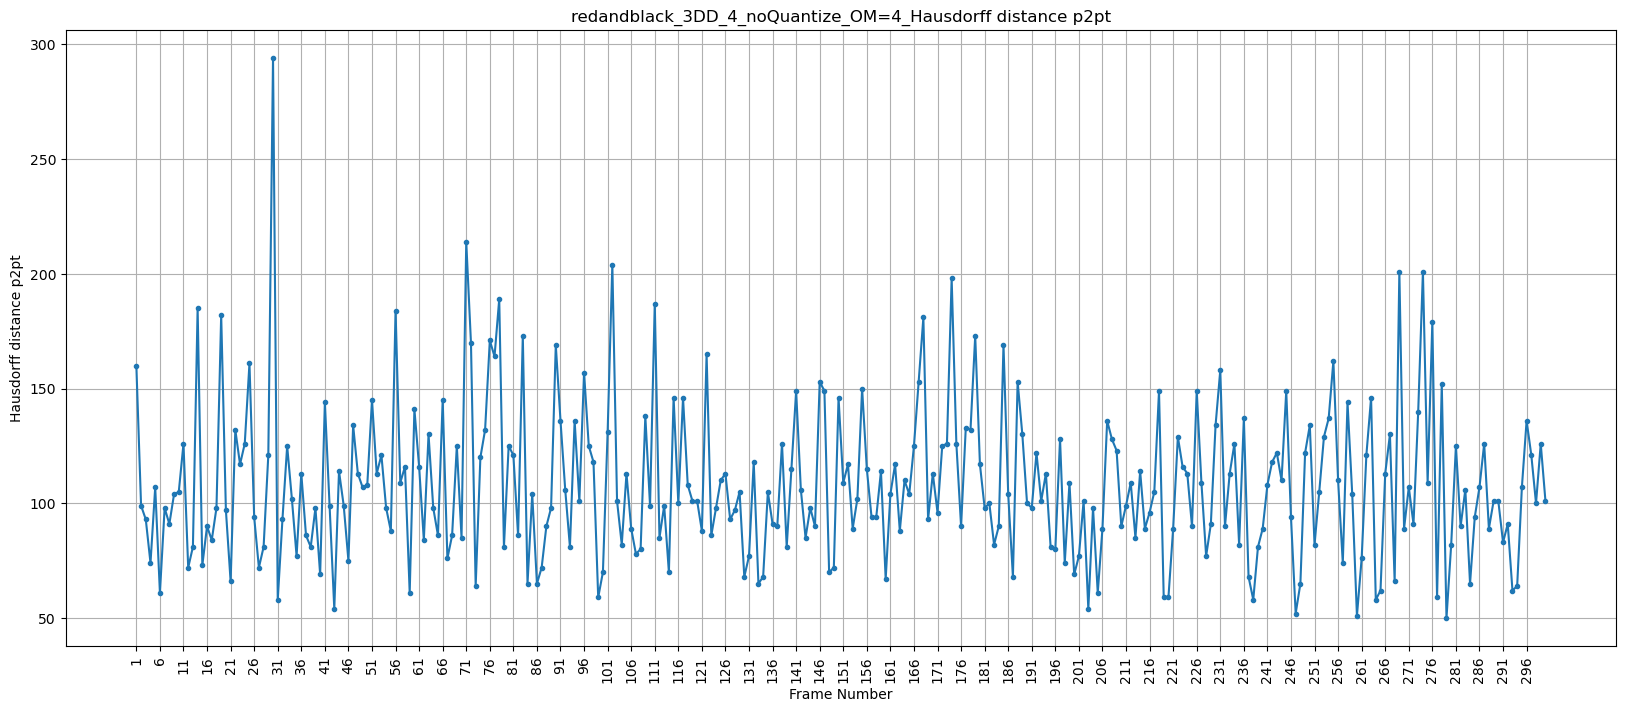 redandblack_3DD_4_noQuantize_OM=4_Hausdorff distance p2pt
300
250
200
150
100
50
Hausdorff distance p2pt
1 6 11 16 21 26 31 36 41 46 51 56 61 66 71 76 81 86 91 96 101 106 111 116 121 126 131 136 141 146 151 156 161 166 171 176 181 186 191 196 201 206 211 216 221 226 231 236 241 246 251 256 261 266 271 276 281 286 291 296
Frame Number